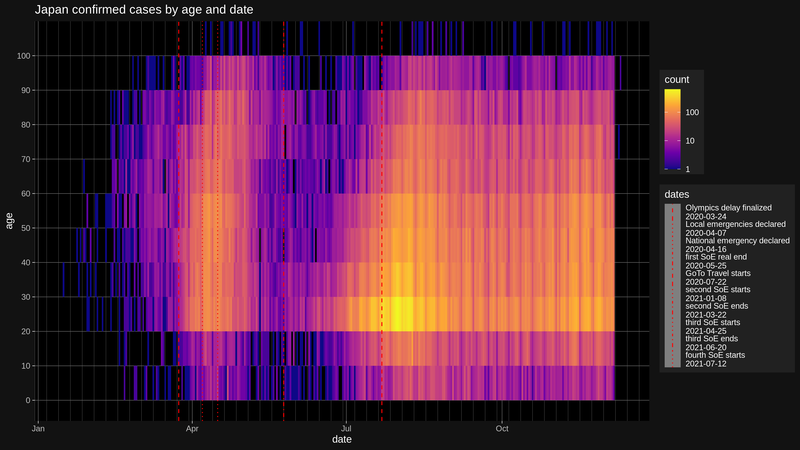 Japan confirmed cases by age and date
100
90
80
70
60
50
40
30
20
10
0
age
Jan
Apr
Jul
Oct
date
count
100
10
1
dates
Olympics delay finalized
2020-03-24
Local emergencies declared
2020-04-07
National emergency declared
2020-04-16
first SoE real end
2020-05-25
GoTo Travel starts
2020-07-22
second SoE starts
2021-01-08
second SoE ends
2021-03-22
third SoE starts
2021-04-25
third SoE ends
2021-06-20
fourth SoE starts
2021-07-12